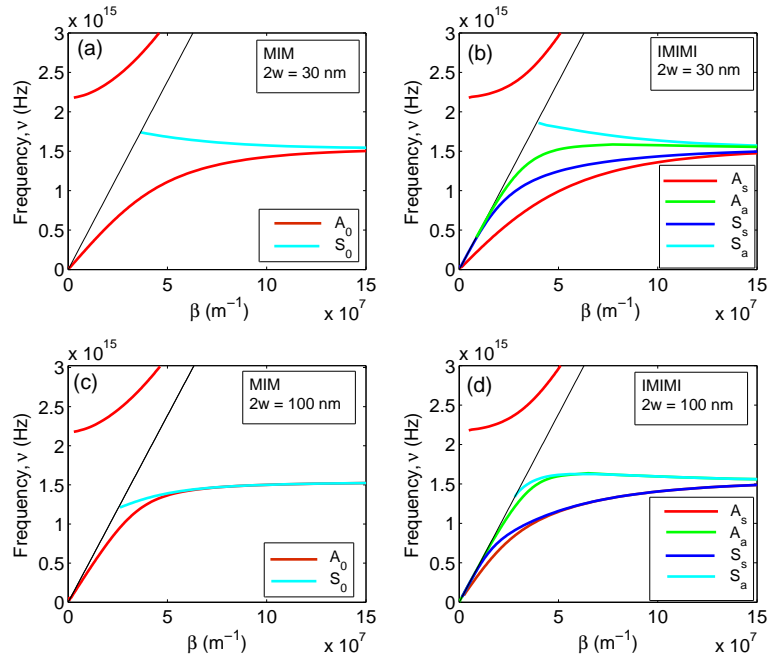 x 10^15
(a)
MIM
2w = 30 nm
3
2.5
2
1.5
1
0.5
0
Frequency, ν (Hz)
A_0
S_0
0 5 10 15
β (m^-1)
x 10^7
x 10^15
(b)
IMIMI
2w = 30 nm
3
2.5
2
1.5
1
0.5
0
Frequency, ν (Hz)
A_s
A_a
S_s
S_a
0 5 10 15
β (m^-1)
x 10^7
x 10^15
(c)
MIM
2w = 100 nm
3
2.5
2
1.5
1
0.5
0
Frequency, ν (Hz)
A_0
S_0
0 5 10 15
β (m^-1)
x 10^7
x 10^15
(d)
IMIMI
2w = 100 nm
3
2.5
2
1.5
1
0.5
0
Frequency, ν (Hz)
A_s
A_a
S_s
S_a
0 5 10 15
β (m^-1)
x 10^7